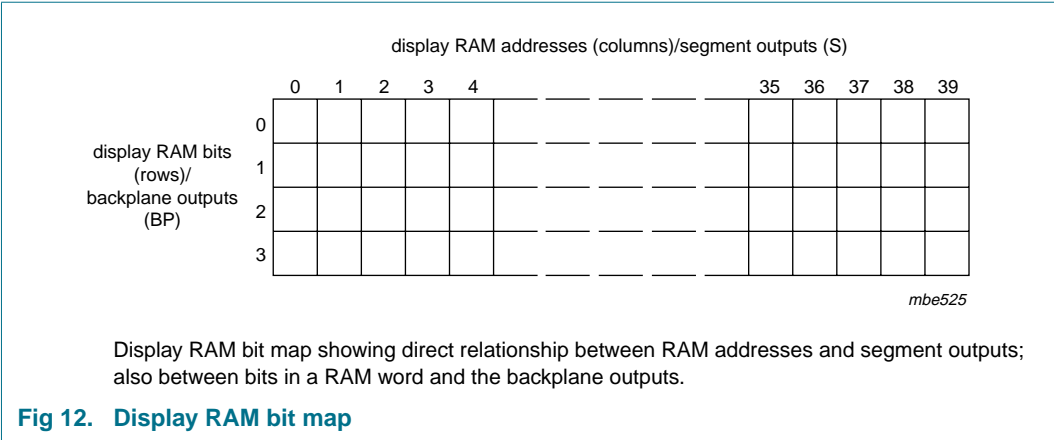 display RAM addresses (columns)/segment outputs (S)
0 1 2 3 4 35 36 37 38 39
0
display RAM bits
(rows)/
backplane outputs
(BP)
1
2
3
mbe525
Display RAM bit map showing direct relationship between RAM addresses and segment outputs;
also between bits in a RAM word and the backplane outputs.
Fig 12. Display RAM bit map